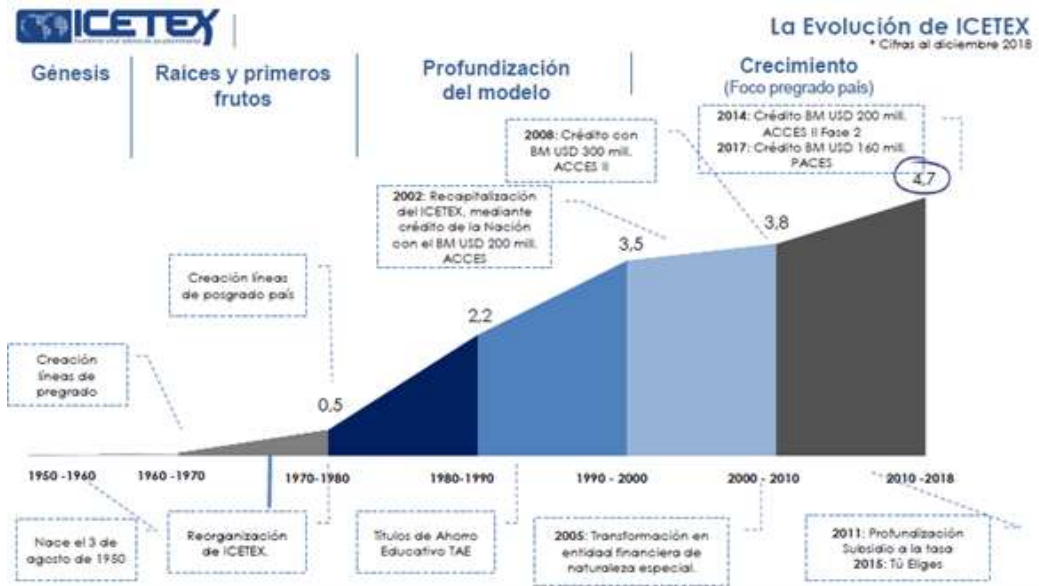 ICETEX
La Evolución de ICETEX
* Cifras al diciembre 2018
Génesis
Raíces y primeros
frutos
Profundización
del modelo
Crecimiento
(Foco pregrado país)
2014: Crédito BM USD 200 mill.
ACCES II Fase 2
2017: Crédito BM USD 160 mill.
PACES
2008: Crédito con
BM USD 300 mill.
ACCES II
2002: Recapitalización
del ICETEX, mediante
crédito de la Nación
con el BM USD 200 mill.
ACCES
Creación líneas
de posgrado país
Creación
líneas de
pregrado
0,5
2,2
3,5
3,8
4,7
1950 -1960
1960 -1970
1970-1980
1980-1990
1990 - 2000
2000 - 2010
2010 -2018
Nace el 3 de
agosto de 1950
Reorganización
de ICETEX.
Títulos de Ahorro
Educativo TAE
2005: Transformación en
entidad financiera de
naturaleza especial.
2011: Profundización
Subsidio a la tasa
2015: Tú Eliges